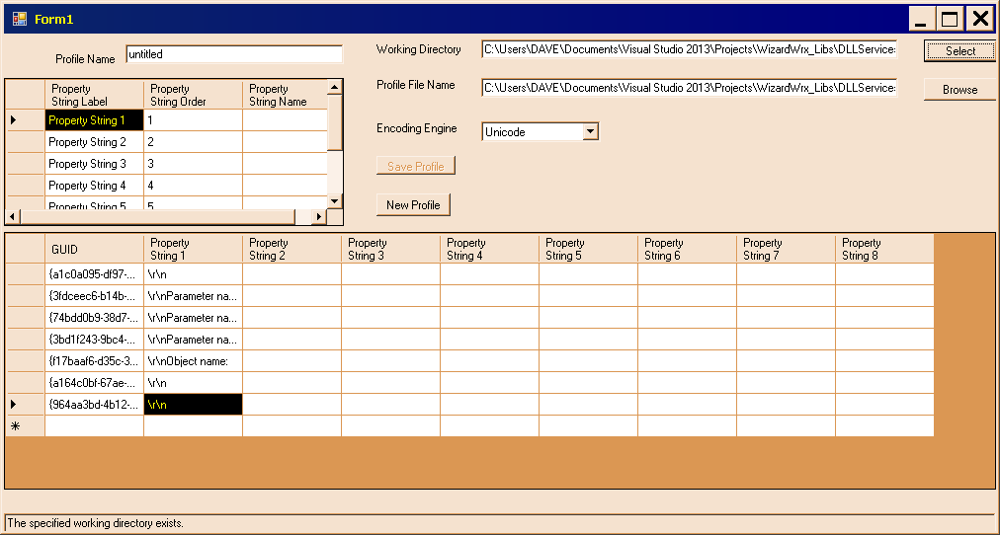 Form1
Profile Name untitled
Working Directory C:\Users\DAVE\Documents\Visual Studio 2013\Projects\WizardWrx_Libs\DLLService: Select
Profile File Name C:\Users\DAVE\Documents\Visual Studio 2013\Projects\WizardWrx_Libs\DLLService: Browse
Encoding Engine Unicode
Save Profile
New Profile
Property String Label Property String Order Property String Name
Property String 1 1
Property String 2 2
Property String 3 3
Property String 4 4
Property String 5 5
GUID Property String 1 Property String 2 Property String 3 Property String 4 Property String 5 Property String 6 Property String 7 Property String 8
{a1c0a095-df97-... \r\n
{3fdceec6-b14b-... \r\nParameter na...
{74bdd0b9-38d7-... \r\nParameter na...
{3bd1f243-9bc4-... \r\nParameter na...
{f17baaf6-d35c-3... \r\nObject name:
{a164c0bf-67ae-... \r\n
{964aa3bd-4b12-... \r\n
The specified working directory exists.